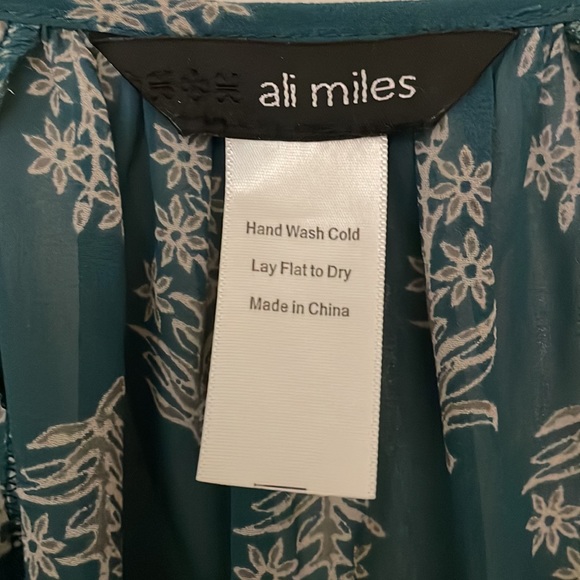 ali miles
Hand Wash Cold
Lay Flat to Dry
Made in China